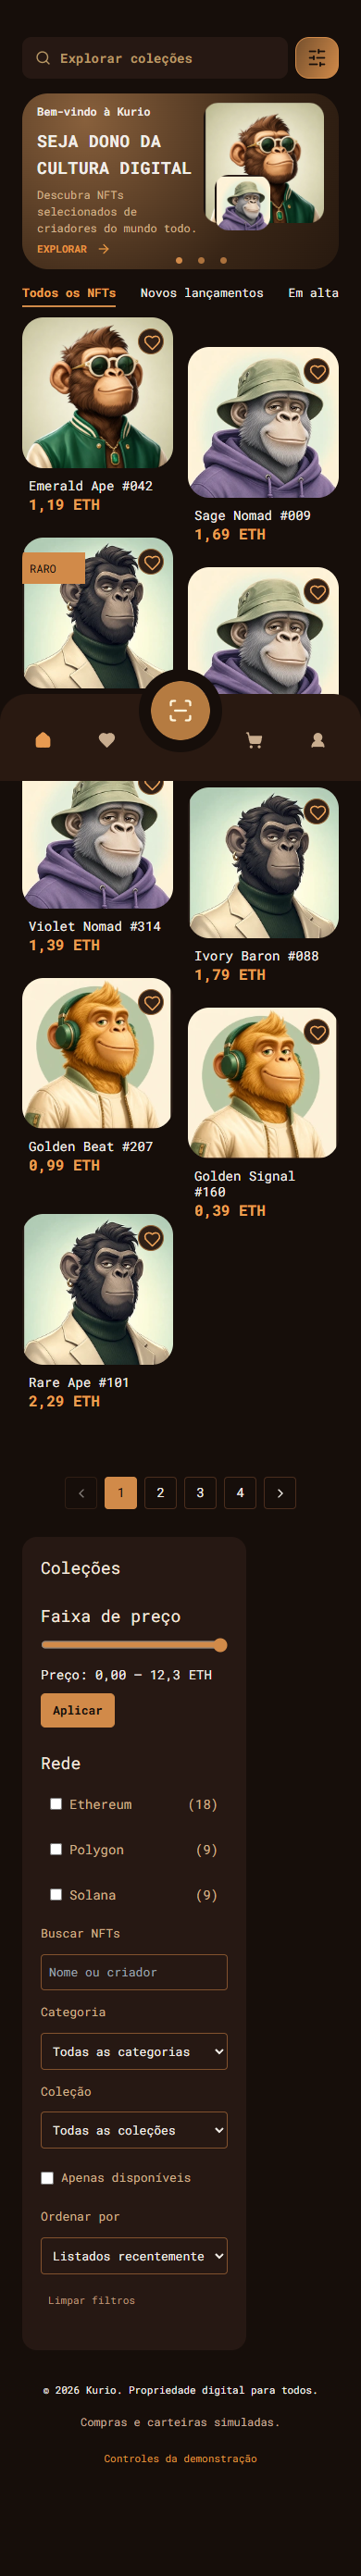 Explorar coleções
Bem-vindo à Kurio
SEJA DONO DA
CULTURA DIGITAL
Descubra NFTs
selecionados de
criadores do mundo todo.
EXPLORAR
Todos os NFTs
Novos lançamentos
Em alta
Emerald Ape #042
1,19 ETH
Sage Nomad #009
1,69 ETH
RARO
Violet Nomad #314
1,39 ETH
Ivory Baron #088
1,79 ETH
Golden Beat #207
0,99 ETH
Golden Signal
#160
0,39 ETH
Rare Ape #101
2,29 ETH
1
2
3
4
Coleções
Faixa de preço
Preço: 0,00 — 12,3 ETH
Aplicar
Rede
Ethereum (18)
Polygon (9)
Solana (9)
Buscar NFTs
Nome ou criador
Categoria
Todas as categorias
Coleção
Todas as coleções
Apenas disponíveis
Ordenar por
Listados recentemente
Limpar filtros
© 2026 Kurio. Propriedade digital para todos.
Compras e carteiras simuladas.
Controles da demonstração